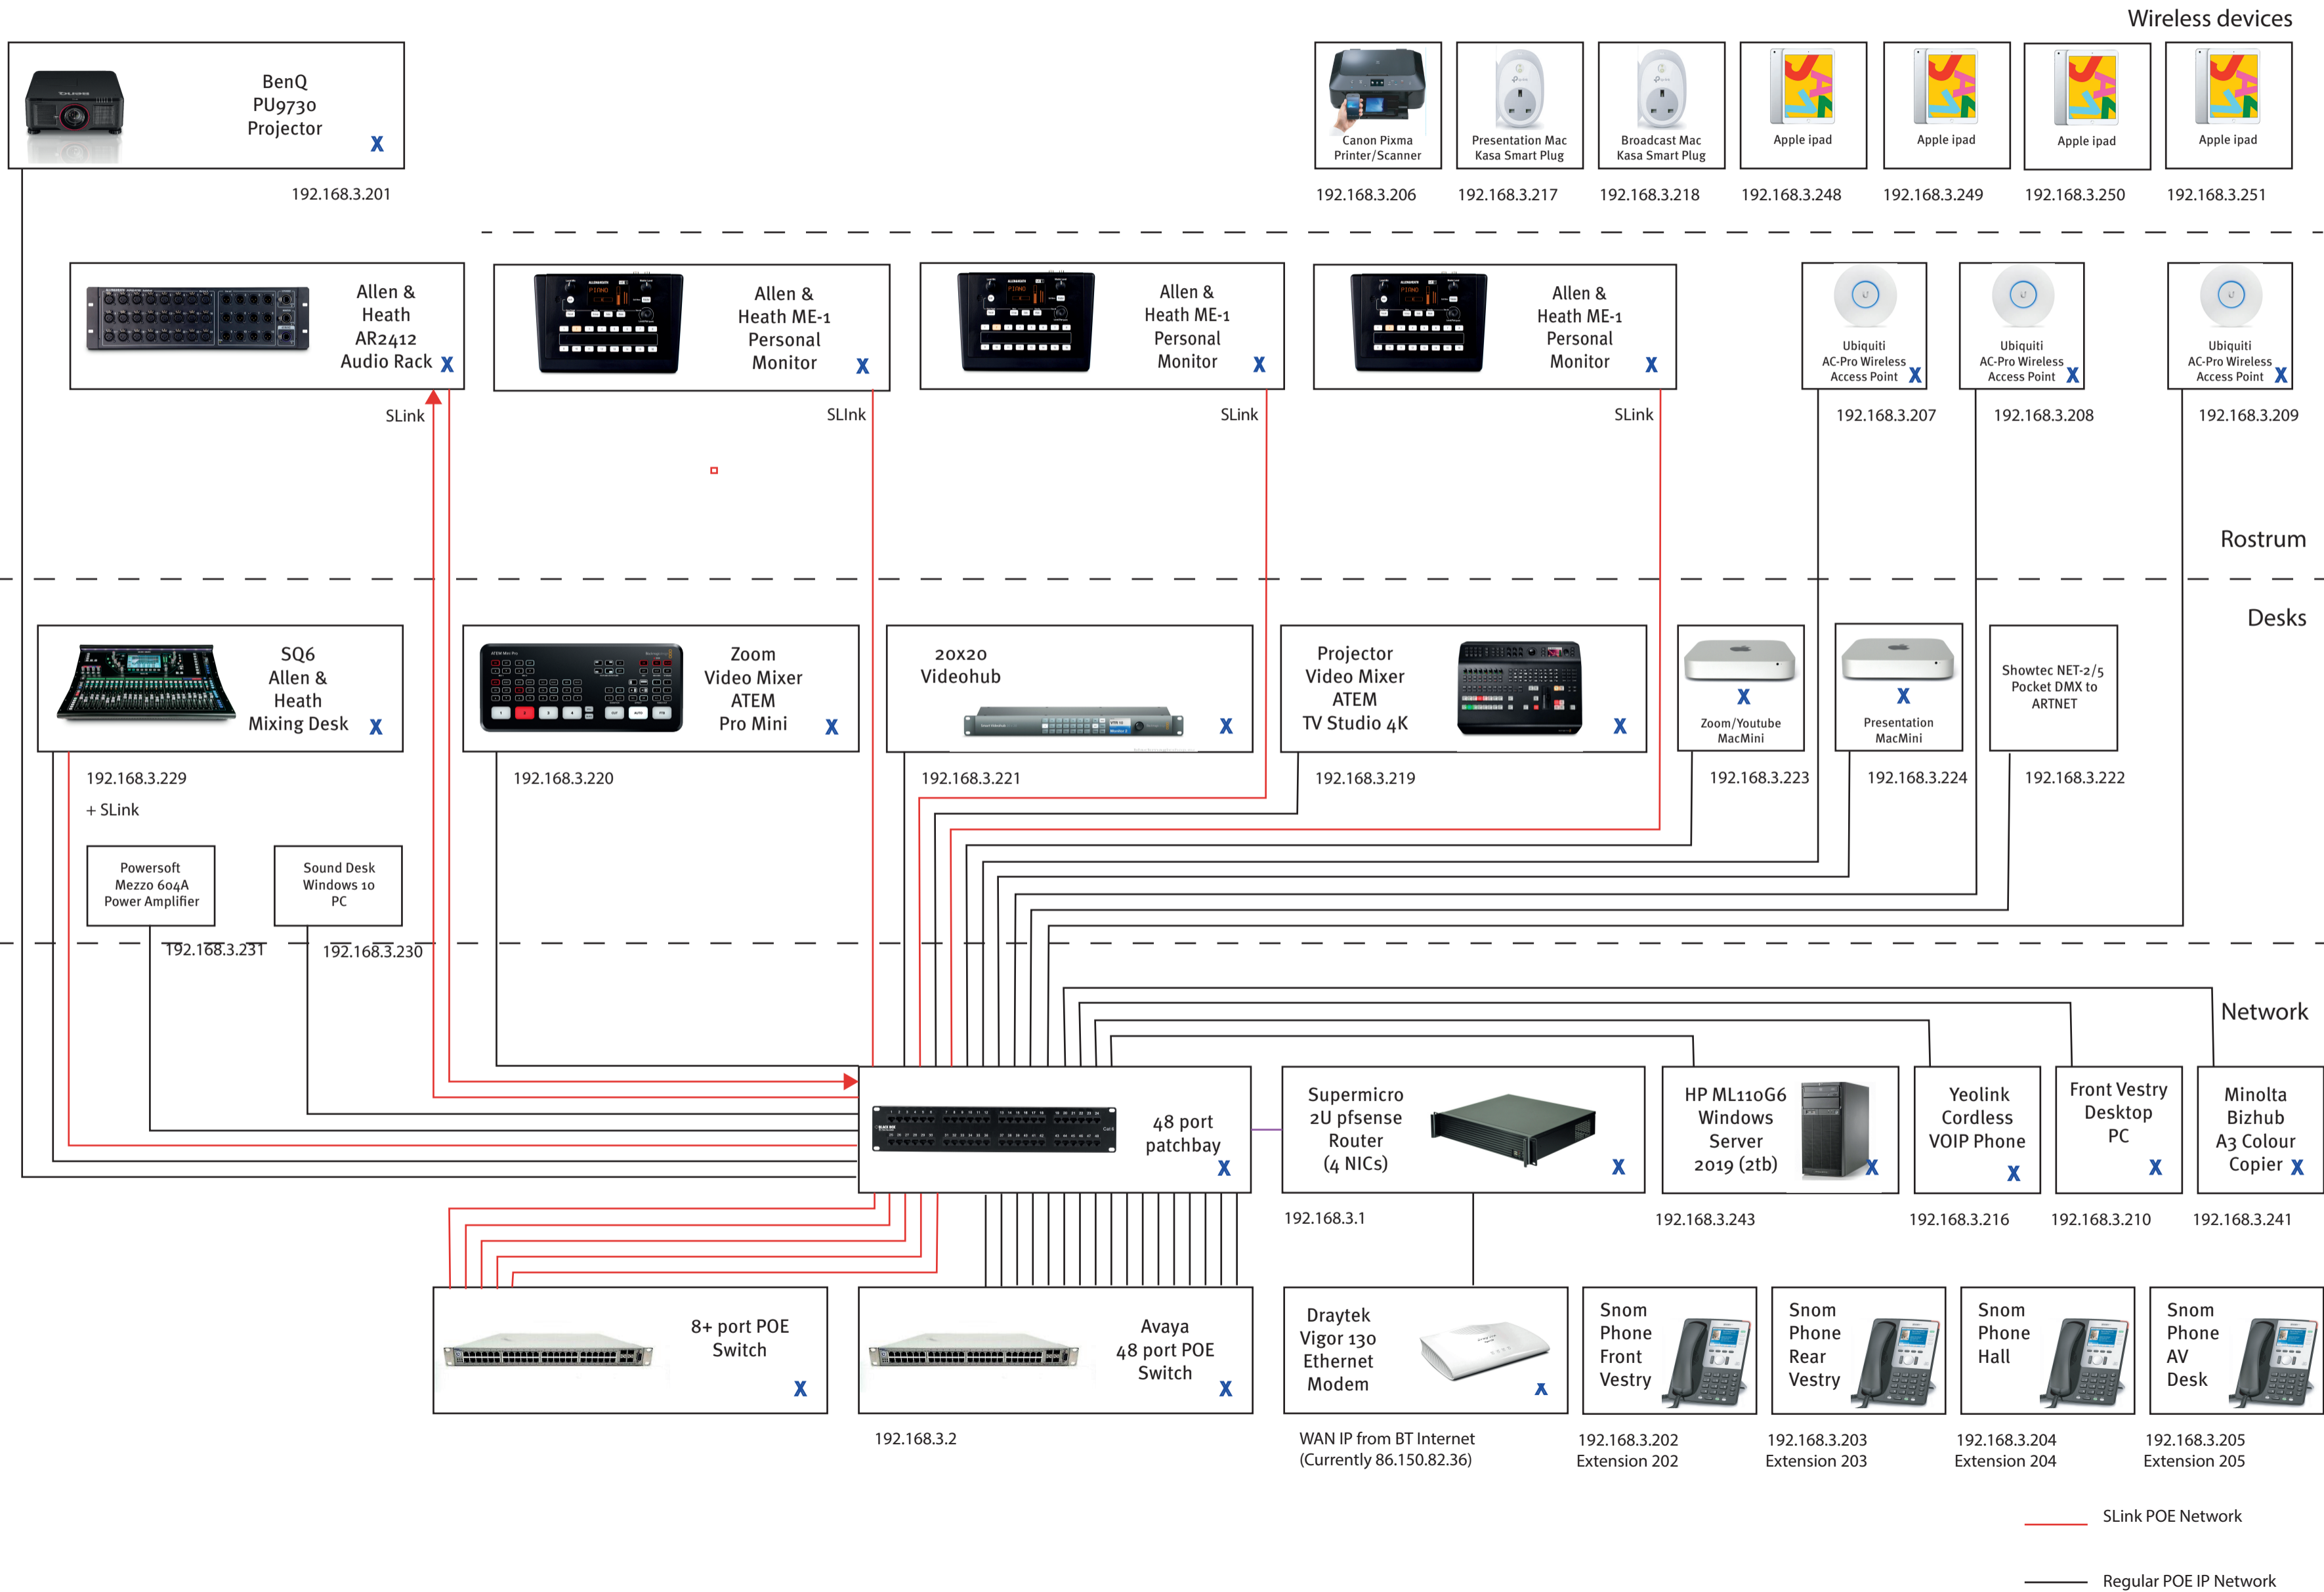 Wireless devices
BenQ
PU9730
Projector
X
192.168.3.201
Canon Pixma
Printer/Scanner
192.168.3.206
Presentation Mac
Kasa Smart Plug
192.168.3.217
Broadcast Mac
Kasa Smart Plug
192.168.3.218
Apple ipad
192.168.3.248
Apple ipad
192.168.3.249
Apple ipad
192.168.3.250
Apple ipad
192.168.3.251
Allen &
Heath
AR2412
Audio Rack X
SLink
Allen &
Heath ME-1
Personal
Monitor
X
SLInk
Allen &
Heath ME-1
Personal
Monitor
X
SLink
Allen &
Heath ME-1
Personal
Monitor
X
SLink
Ubiquiti
AC-Pro Wireless
Access Point X
192.168.3.207
Ubiquiti
AC-Pro Wireless
Access Point X
192.168.3.208
Ubiquiti
AC-Pro Wireless
Access Point X
192.168.3.209
Rostrum
Desks
SQ6
Allen &
Heath
Mixing Desk X
192.168.3.229
+ SLink
Zoom
Video Mixer
ATEM
Pro Mini X
192.168.3.220
20x20
Videohub
X
192.168.3.221
Projector
Video Mixer
ATEM
TV Studio 4K
X
192.168.3.219
X
Zoom/Youtube
MacMini
192.168.3.223
X
Presentation
MacMini
192.168.3.224
Showtec NET-2/5
Pocket DMX to
ARTNET
192.168.3.222
Powersoft
Mezzo 604A
Power Amplifier
192.168.3.231
Sound Desk
Windows 10
PC
192.168.3.230
Network
48 port
patchbay
X
Supermicro
2U pfsense
Router
(4 NICs)
X
192.168.3.1
HP ML110G6
Windows
Server
2019 (2tb)
X
192.168.3.243
Yeolink
Cordless
VOIP Phone
X
192.168.3.216
Front Vestry
Desktop
PC
X
192.168.3.210
Minolta
Bizhub
A3 Colour
Copier X
192.168.3.241
8+ port POE
Switch
X
Avaya
48 port POE
Switch
X
192.168.3.2
Draytek
Vigor 130
Ethernet
Modem
X
WAN IP from BT Internet
(Currently 86.150.82.36)
Snom
Phone
Front
Vestry
192.168.3.202
Extension 202
Snom
Phone
Rear
Vestry
192.168.3.203
Extension 203
Snom
Phone
Hall
192.168.3.204
Extension 204
Snom
Phone
AV
Desk
192.168.3.205
Extension 205
SLink POE Network
Regular POE IP Network